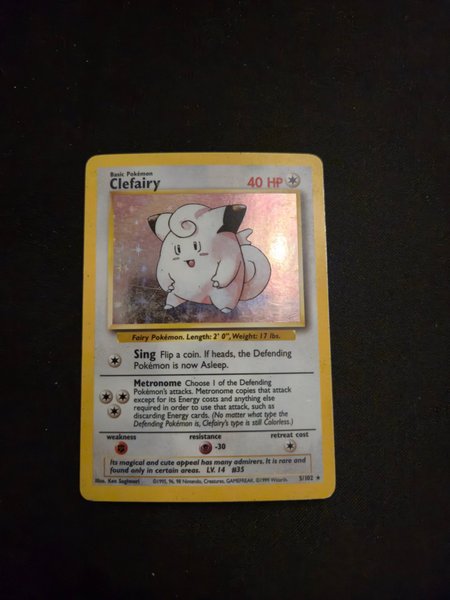 Basic Pokémon
Clefairy 40 HP
Fairy Pokémon. Length: 2' 0", Weight: 17 lbs.
Sing Flip a coin. If heads, the Defending
Pokémon is now Asleep.
Metronome Choose 1 of the Defending
Pokémon's attacks. Metronome copies that attack
except for its Energy costs and anything else
required in order to use that attack, such as
discarding Energy cards. (No matter what type the
Defending Pokémon is, Clefairy's type is still Colorless.)
weakness resistance retreat cost
-30
Its magical and cute appeal has many admirers. It is rare and
found only in certain areas. LV. 14 #35
Illus. Ken Sugimori ©1995, 96, 98 Nintendo, Creatures, GAMEFREAK. ©1999 Wizards. 5/102